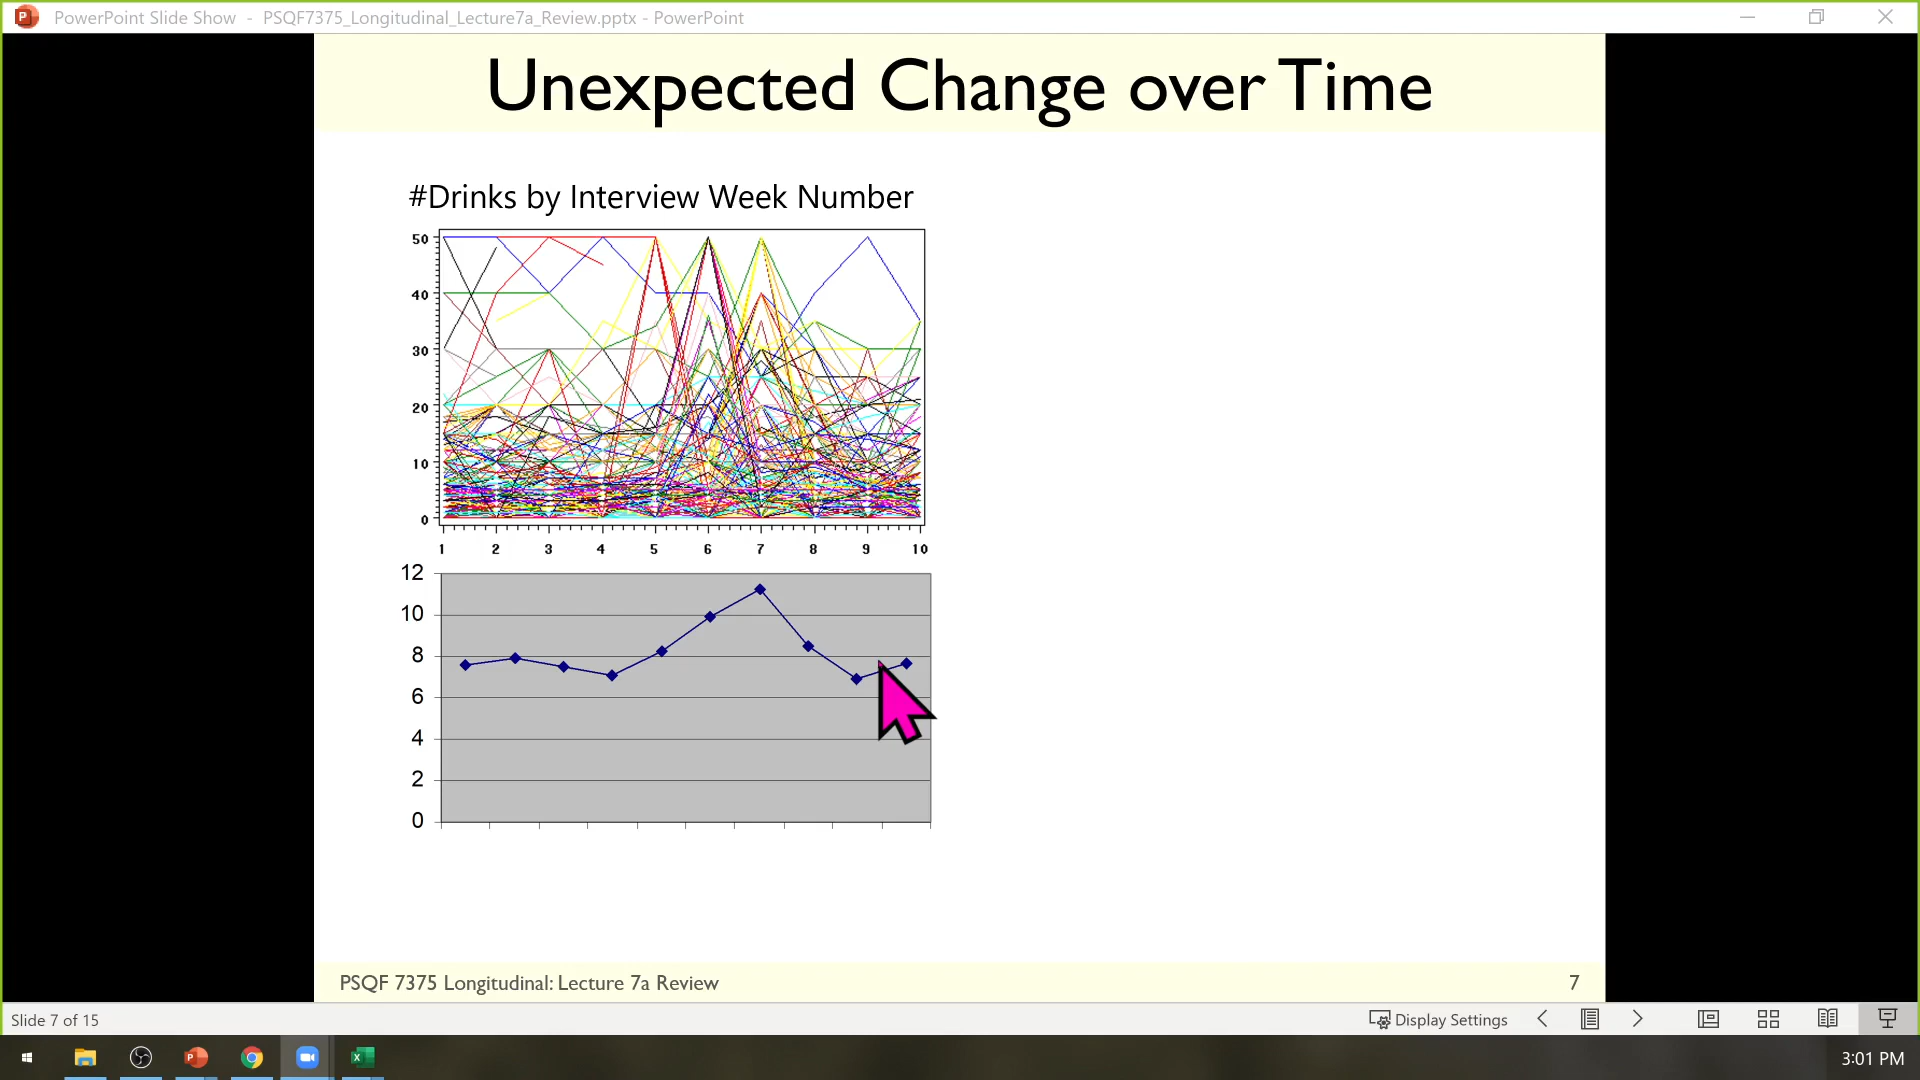 PowerPoint Slide Show - PSQF7375_Longitudinal_Lecture7a_Review.pptx - PowerPoint
Unexpected Change over Time
#Drinks by Interview Week Number
50
40
30
20
10
0
1 2 3 4 5 6 7 8 9 10
12
10
8
6
4
2
0
PSQF 7375 Longitudinal: Lecture 7a Review 7
Slide 7 of 15 Display Settings
3:01 PM